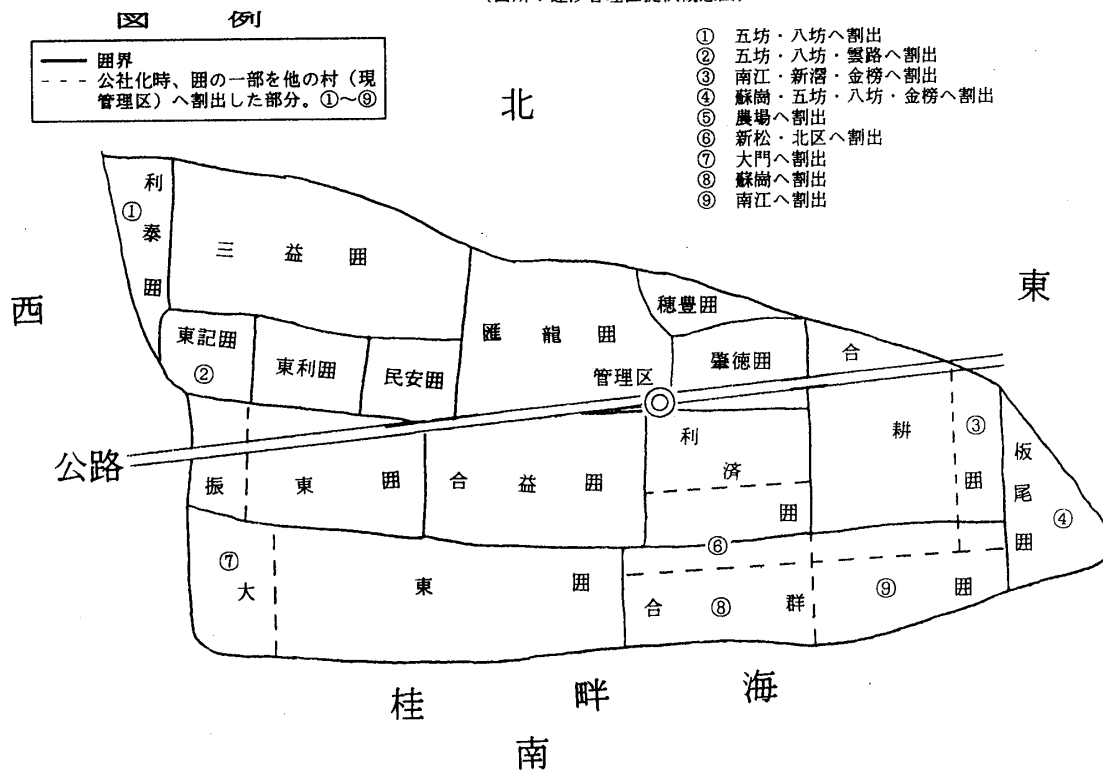 図 例
囲界
公社化時、囲の一部を他の村（現
管理区）へ割出した部分。①～⑨
① 五坊・八坊へ割出
② 五坊・八坊・雲路へ割出
③ 南江・新滘・金榜へ割出
④ 蘇崗・五坊・八坊・金榜へ割出
⑤ 農場へ割出
⑥ 新松・北区へ割出
⑦ 大門へ割出
⑧ 蘇崗へ割出
⑨ 南江へ割出
北
西
東
南
利泰囲
①
三益囲
東記囲
②
東利囲
民安囲
匯龍囲
穂豊囲
肇徳囲
管理区
合耕囲
③
板尾囲
④
公路
振東囲
合益囲
利済囲
⑥
⑦
大東囲
合群囲
⑧
⑨
桂畔海